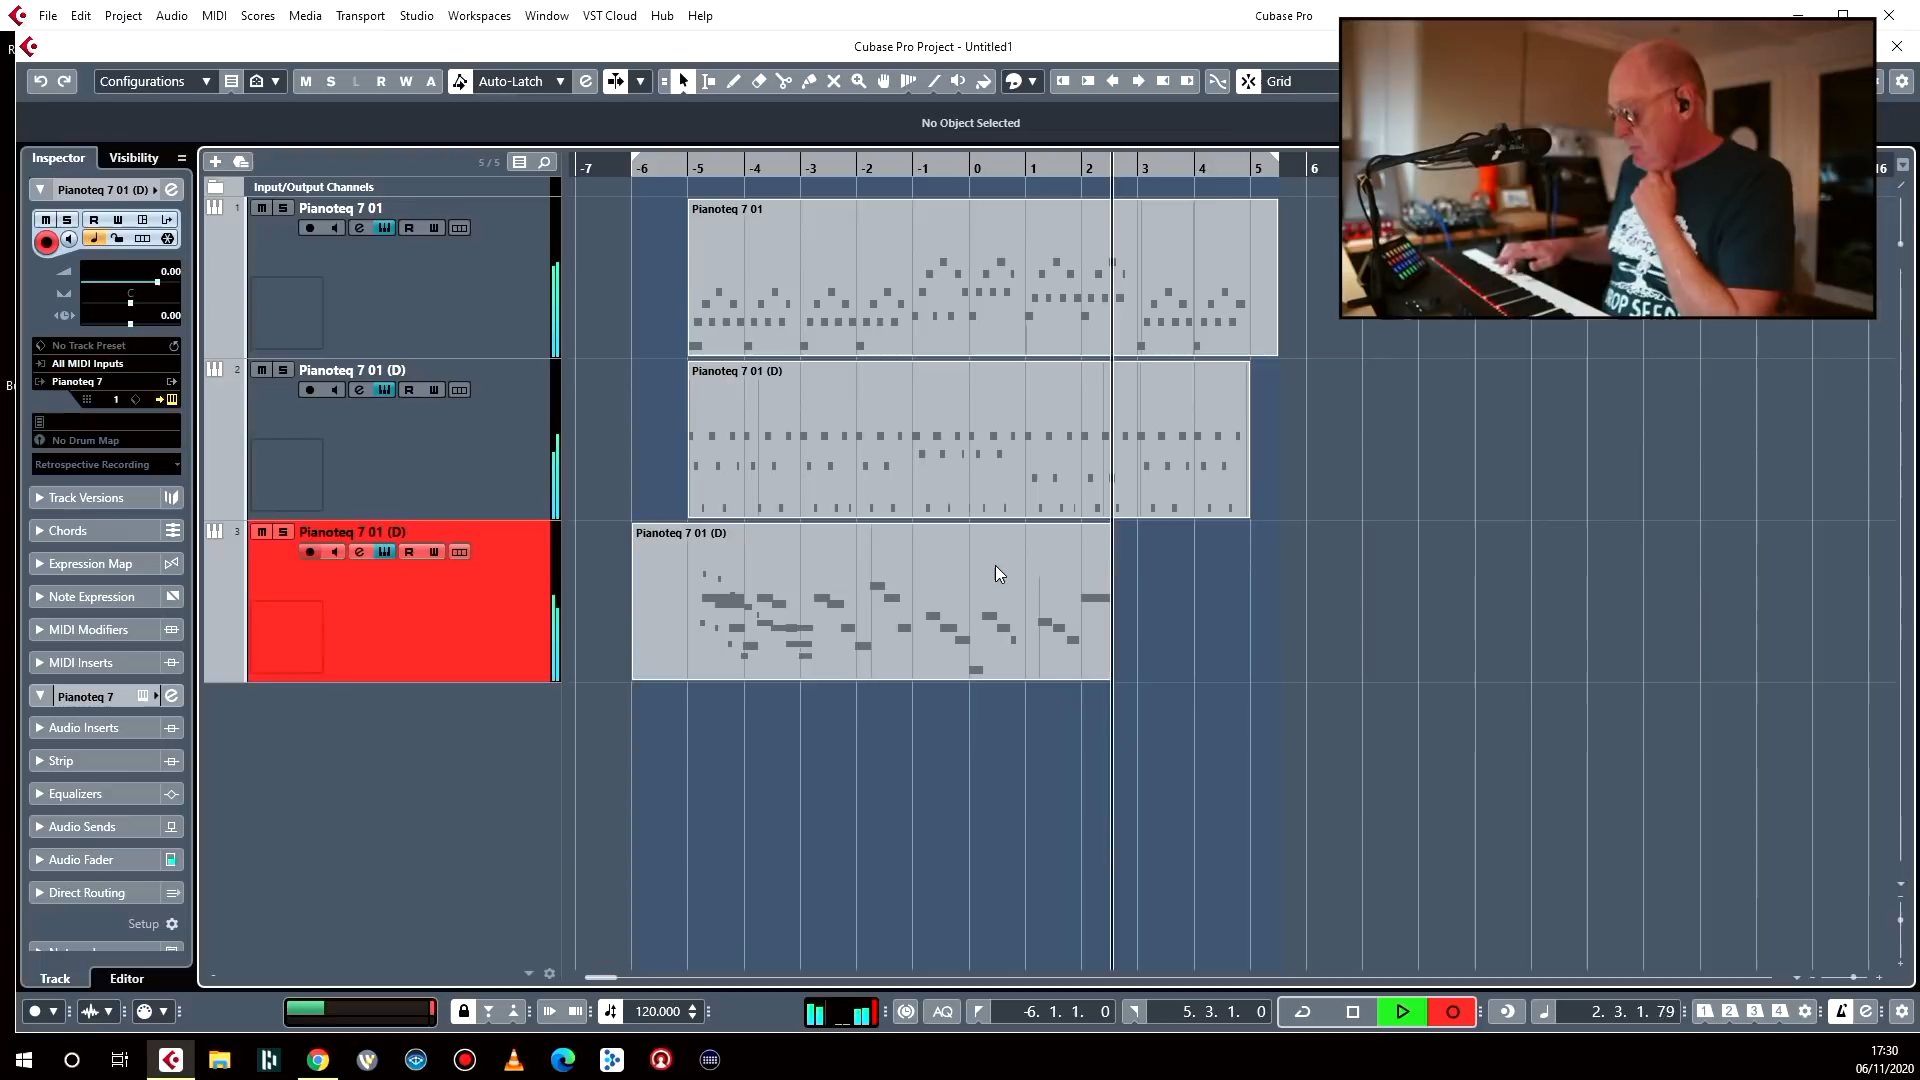 File Edit Project Audio MIDI Scores Media Transport Studio Workspaces Window VST Cloud Hub Help
Cubase Pro
Cubase Pro Project - Untitled1
Configurations M S L R W A Auto-Latch Grid
No Object Selected
Inspector Visibility
5 / 5
-7 -6 -5 -4 -3 -2 -1 0 1 2 3 4 5 6 16
Pianoteq 7 01 (D)
M S R W
0.00
C
0.00
No Track Preset
All MIDI Inputs
Pianoteq 7
1
No Drum Map
Retrospective Recording
Track Versions
Chords
Expression Map
Note Expression
MIDI Modifiers
MIDI Inserts
Pianoteq 7
Audio Inserts
Strip
Equalizers
Audio Sends
Audio Fader
Direct Routing
Setup
Track Editor
Input/Output Channels
1 M S Pianoteq 7 01
R W
2 M S Pianoteq 7 01 (D)
R W
3 M S Pianoteq 7 01 (D)
R W
Pianoteq 7 01
Pianoteq 7 01 (D)
Pianoteq 7 01 (D)
DROP SEED
120.000
AQ
-6. 1. 1. 0
5. 3. 1. 0
2. 3. 1. 79
1 2 3 4
17:30
06/11/2020